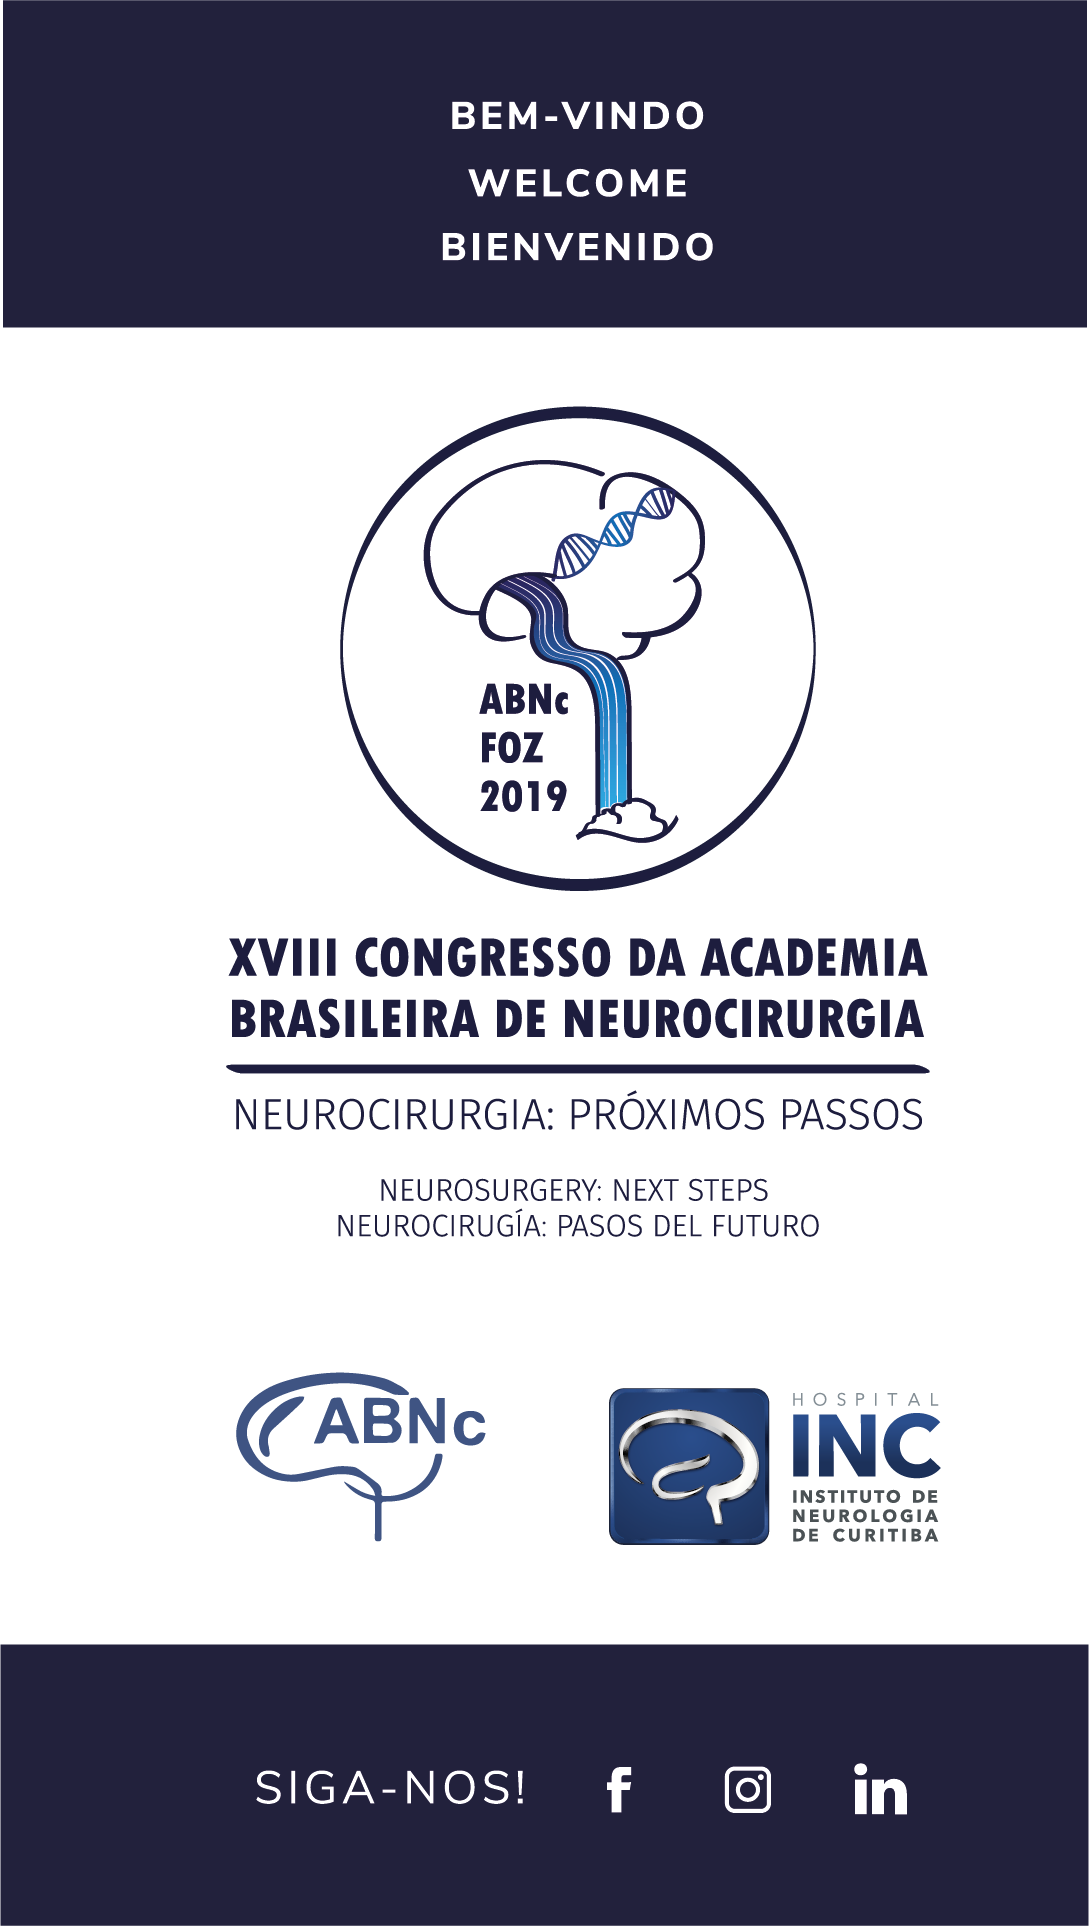 BEM-VINDO
WELCOME
BIENVENIDO
ABNc
FOZ
2019
XVIII CONGRESSO DA ACADEMIA
BRASILEIRA DE NEUROCIRURGIA
NEUROCIRURGIA: PRÓXIMOS PASSOS
NEUROSURGERY: NEXT STEPS
NEUROCIRUGÍA: PASOS DEL FUTURO
ABNc
HOSPITAL
INC
INSTITUTO DE
NEUROLOGIA
DE CURITIBA
SIGA-NOS!
f
in